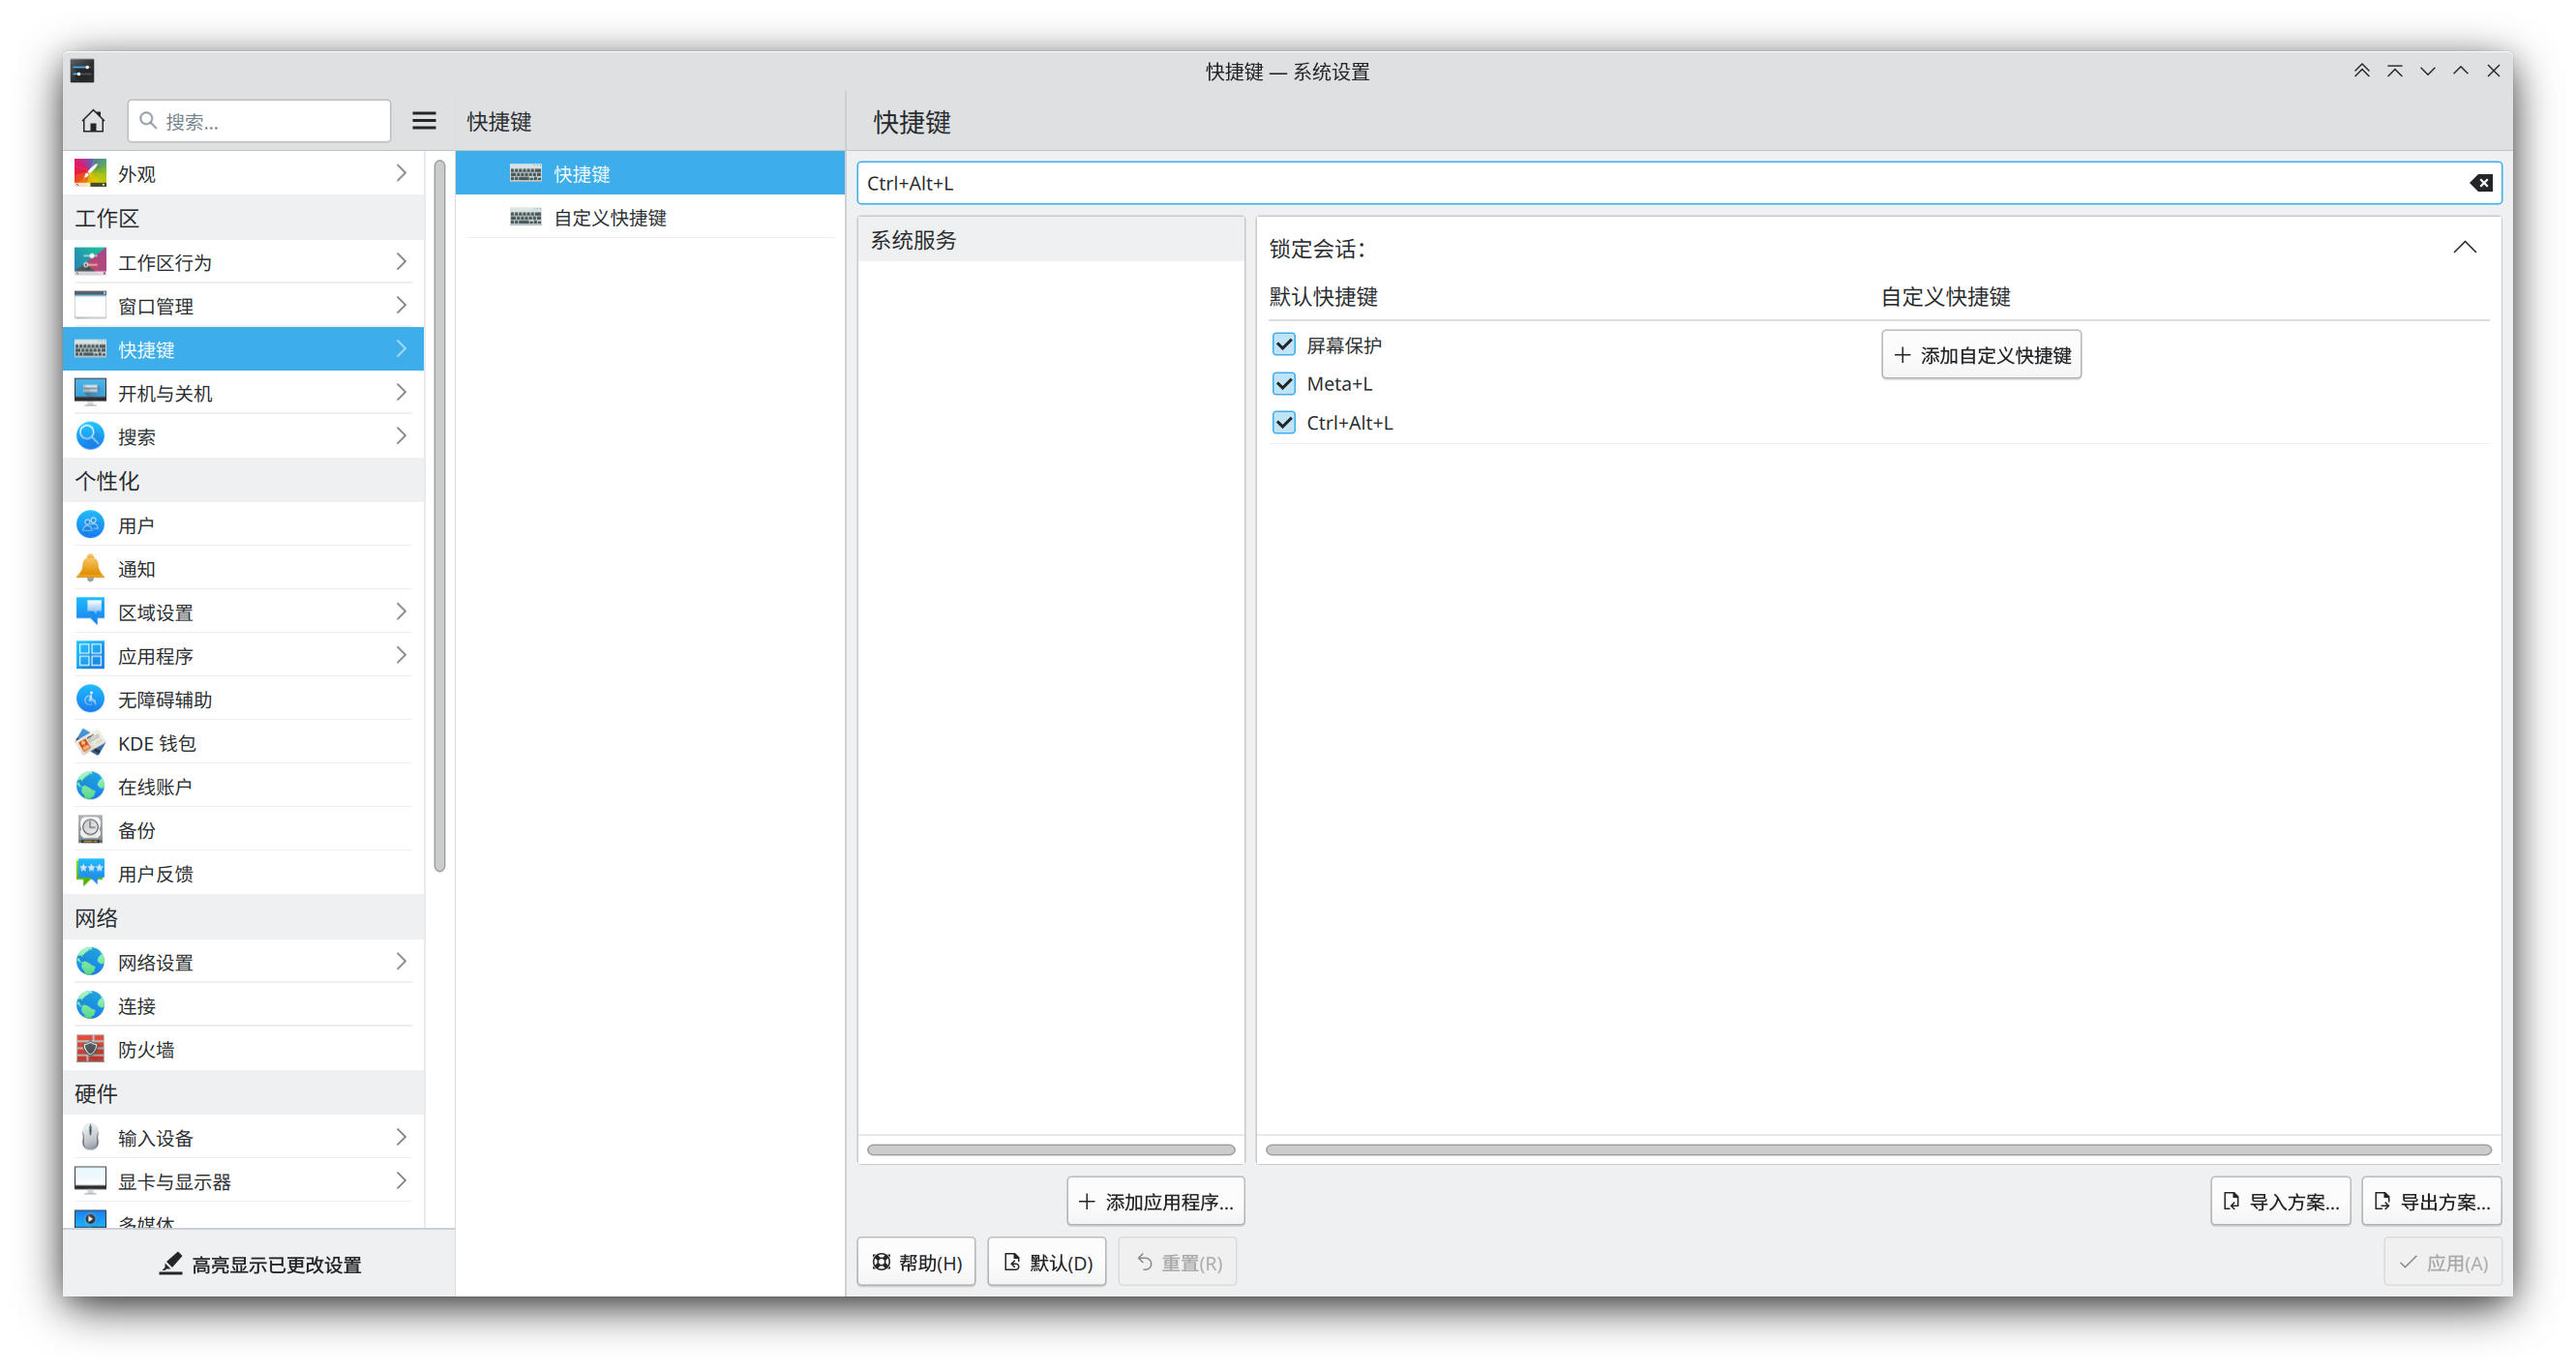 快捷键 — 系统设置
搜索...
快捷键
快捷键
外观
工作区
工作区行为
窗口管理
快捷键
开机与关机
搜索
个性化
用户
通知
区域设置
应用程序
无障碍辅助
KDE 钱包
在线账户
备份
用户反馈
网络
网络设置
连接
防火墙
硬件
输入设备
显卡与显示器
多媒体
高亮显示已更改设置
快捷键
自定义快捷键
Ctrl+Alt+L
系统服务
锁定会话：
默认快捷键
自定义快捷键
屏幕保护
Meta+L
Ctrl+Alt+L
添加自定义快捷键
添加应用程序...
导入方案...
导出方案...
帮助(H)
默认(D)
重置(R)
应用(A)